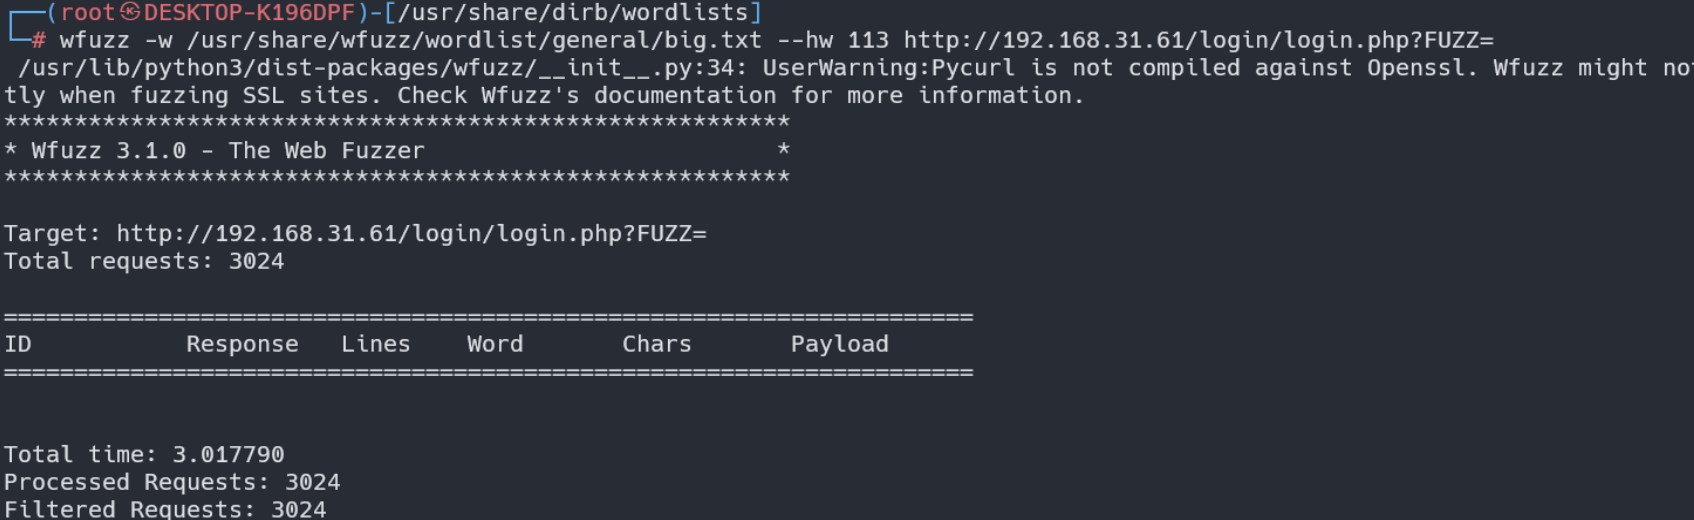 (root㉿DESKTOP-K196DPF)-[/usr/share/dirb/wordlists]
# wfuzz -w /usr/share/wfuzz/wordlist/general/big.txt --hw 113 http://192.168.31.61/login/login.php?FUZZ=
/usr/lib/python3/dist-packages/wfuzz/__init__.py:34: UserWarning:Pycurl is not compiled against Openssl. Wfuzz might not
tly when fuzzing SSL sites. Check Wfuzz's documentation for more information.
********************************************************
* Wfuzz 3.1.0 - The Web Fuzzer                         *
********************************************************
Target: http://192.168.31.61/login/login.php?FUZZ=
Total requests: 3024
=====================================================================
ID           Response   Lines    Word       Chars       Payload
=====================================================================
Total time: 3.017790
Processed Requests: 3024
Filtered Requests: 3024